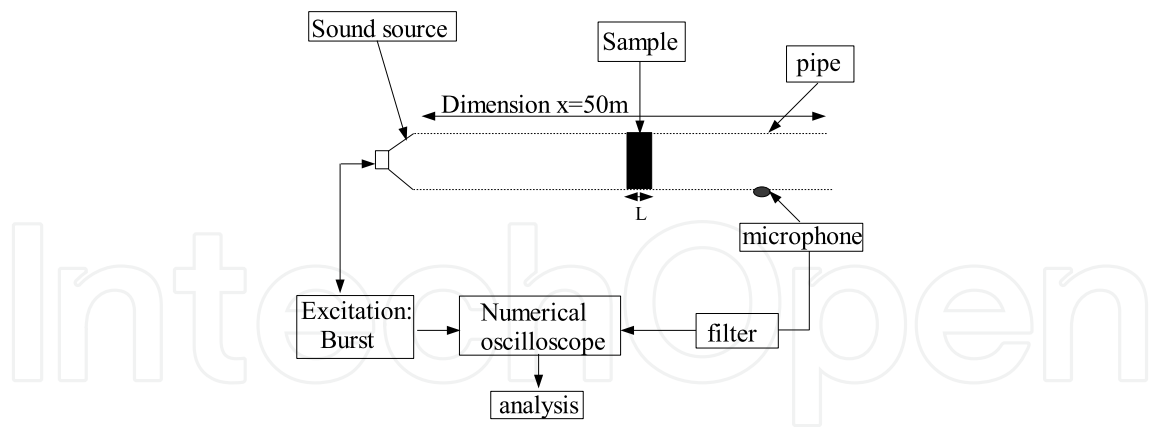 Sound source
Sample
pipe
Dimension x=50m
L
microphone
Excitation:
Burst
Numerical
oscilloscope
filter
analysis
IntechOpen